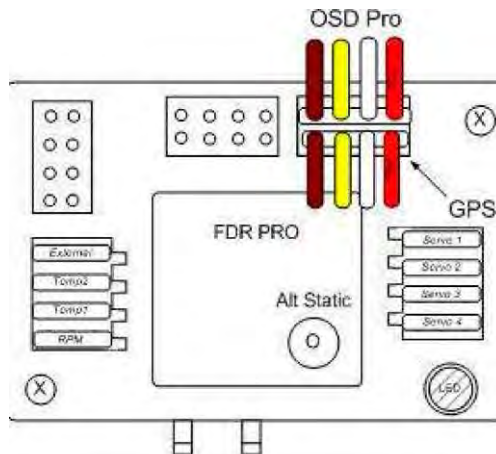 OSD Pro
X
GPS
FDR PRO
External
Temp2
Temp1
RPM
Servo 1
Servo 2
Servo 3
Servo 4
Alt Static
O
X
LED